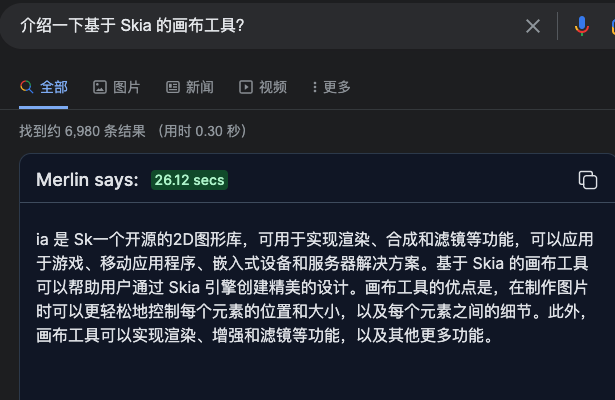 介绍一下基于 Skia 的画布工具?
全部 图片 新闻 视频 更多
找到约 6,980 条结果 （用时 0.30 秒）
Merlin says: 26.12 secs
ia 是 Sk一个开源的2D图形库，可用于实现渲染、合成和滤镜等功能，可以应用
于游戏、移动应用程序、嵌入式设备和服务器解决方案。基于 Skia 的画布工具
可以帮助用户通过 Skia 引擎创建精美的设计。画布工具的优点是，在制作图片
时可以更轻松地控制每个元素的位置和大小，以及每个元素之间的细节。此外，
画布工具可以实现渲染、增强和滤镜等功能，以及其他更多功能。